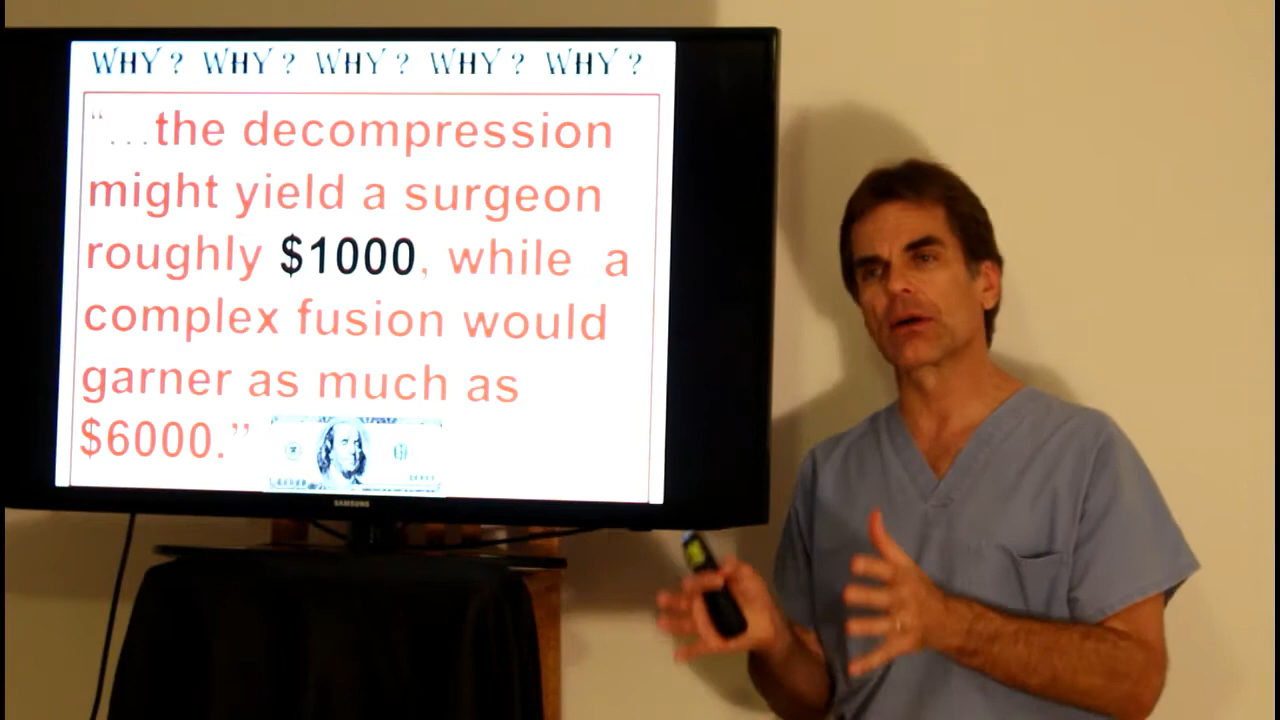 WHY? WHY? WHY? WHY? WHY?
“...the decompression
might yield a surgeon
roughly $1000, while a
complex fusion would
garner as much as
$6000.”
SAMSUNG